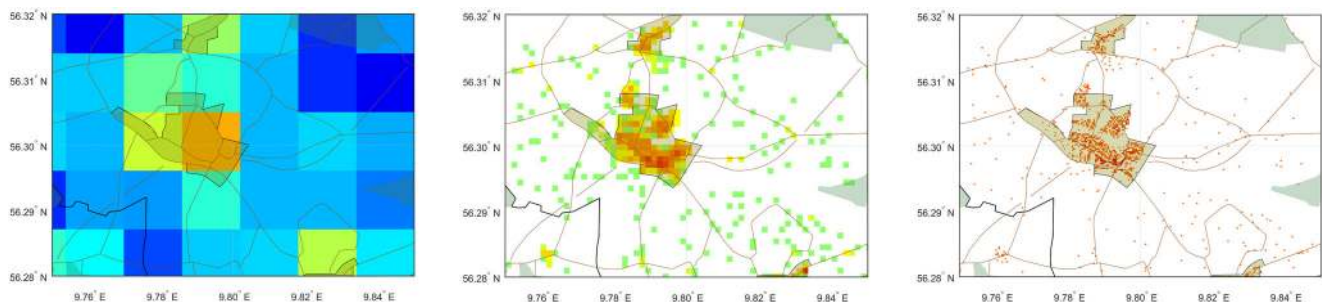 56.32° N
56.31° N
56.30° N
56.29° N
56.28° N
9.76° E
9.78° E
9.80° E
9.82° E
9.84° E
56.32° N
56.31° N
56.30° N
56.29° N
56.28° N
9.76° E
9.78° E
9.80° E
9.82° E
9.84° E
56.32° N
56.31° N
56.30° N
56.29° N
56.28° N
9.76° E
9.78° E
9.80° E
9.82° E
9.84° E